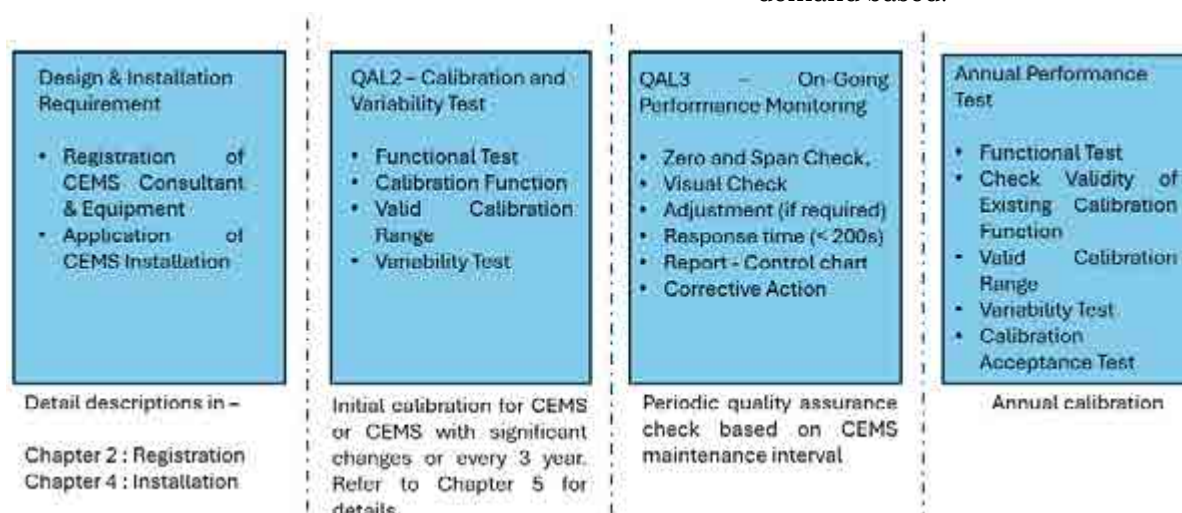 demand based.
Design & Installation
Requirement
• Registration of
CEMS Consultant
& Equipment
• Application of
CEMS Installation
Detail descriptions in –
Chapter 2 : Registration
Chapter 4 : Installation
QAL2 – Calibration and
Variability Test
• Functional Test
• Calibration Function
• Valid Calibration
Range
• Variability Test
Initial calibration for CEMS
or CEMS with significant
changes or every 3 year.
Refer to Chapter 5 for
details
QAL3 – On-Going
Performance Monitoring
• Zero and Span Check,
• Visual Check
• Adjustment (if required)
• Response time (< 200s)
• Report - Control chart
• Corrective Action
Periodic quality assurance
check based on CEMS
maintenance interval
Annual Performance
Test
• Functional Test
• Check Validity of
Existing Calibration
Function
• Valid Calibration
Range
• Variability Test
• Calibration
Acceptance Test
Annual calibration